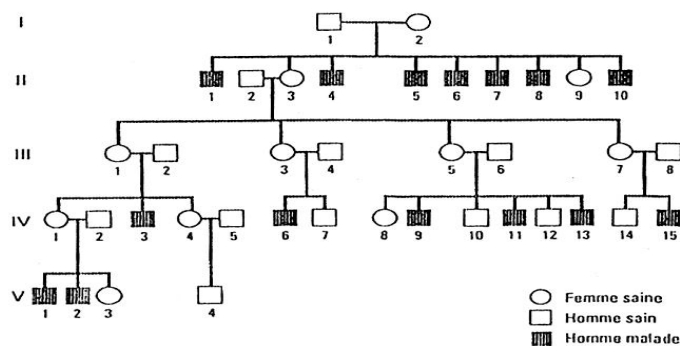 I
1 2
II
1 2 3 4 5 6 7 8 9 10
III
1 2 3 4 5 6 7 8
IV
1 2 3 4 5 6 7 8 9 10 11 12 13 14 15
V
1 2 3 4
Femme saine
Homme sain
Homme malade